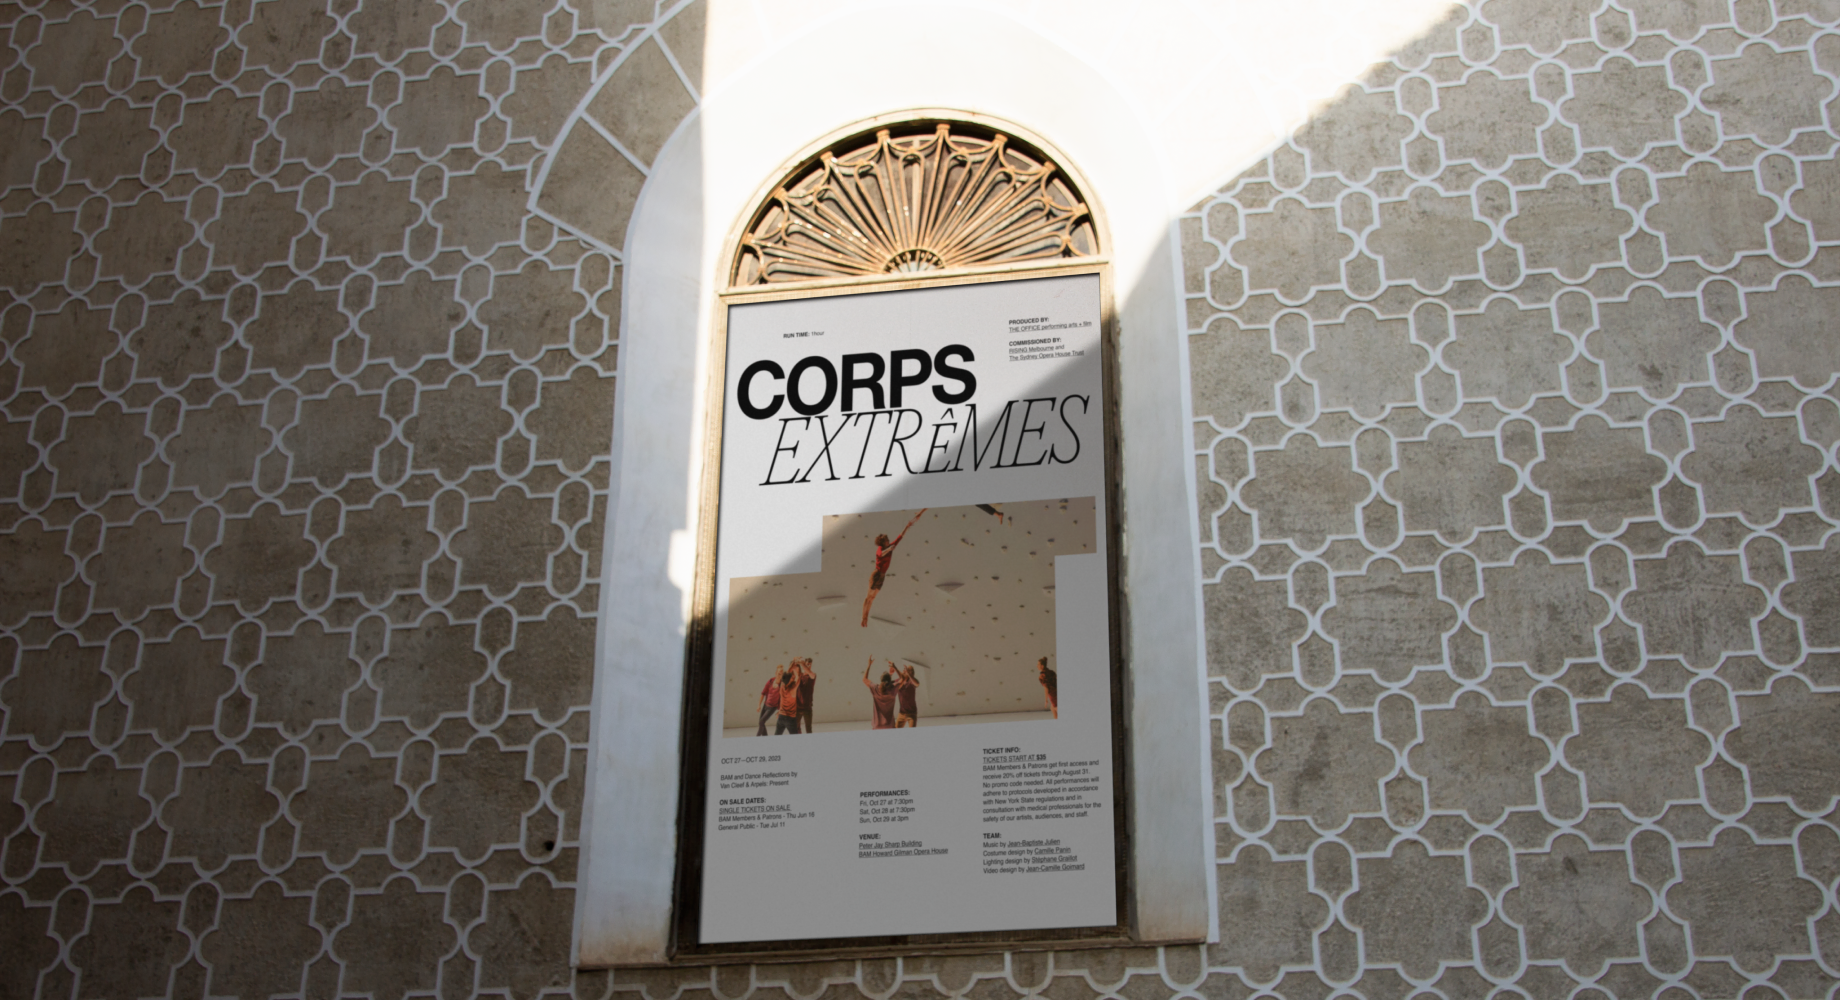 RUN TIME: 1hour
PRODUCED BY:
THE OFFICE performing arts + film
COMMISSIONED BY:
RISING Melbourne and
The Sydney Opera House Trust
CORPS
EXTRÊMES
OCT 27 - OCT 29, 2023
BAM and Dance Reflections by
Van Cleef & Arpels: Present
ON SALE DATES:
SINGLE TICKETS ON SALE
BAM Members & Patrons - Thu Jun 18
General Public - Tue Jul 11
PERFORMANCES:
Fri, Oct 27 at 7:30pm
Sat, Oct 28 at 7:30pm
Sun, Oct 29 at 3pm
VENUE:
Peter Jay Sharp Building
BAM Howard Gilman Opera House
TICKET INFO:
TICKETS START AT $35
BAM Members & Patrons get first access and
receive 20% off tickets through August 31.
No promo code needed. All performances will
adhere to protocols developed in accordance
with New York State regulations and in
consultation with medical professionals for the
safety of our artists, audiences, and staff.
TEAM:
Music by Jean-Baptiste Julien
Costume design by Camille Panin
Lighting design by Stéphane Graillot
Video design by Jean-Camille Goimard